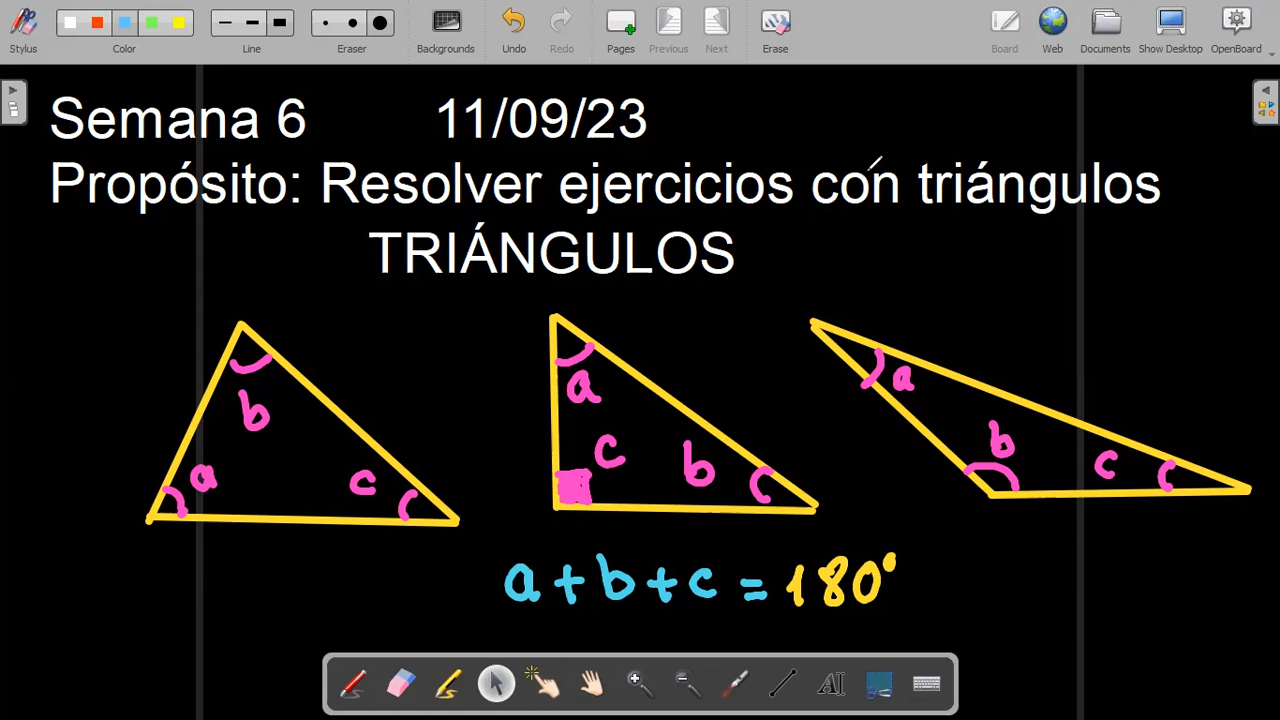 Stylus Color Line Eraser Backgrounds Undo Redo Pages Previous Next Erase Board Web Documents Show Desktop OpenBoard
Semana 6 11/09/23
Propósito: Resolver ejercicios con triángulos
TRIÁNGULOS
b
a
c
a
c
b
a
b
c
a + b + c = 180°
AI